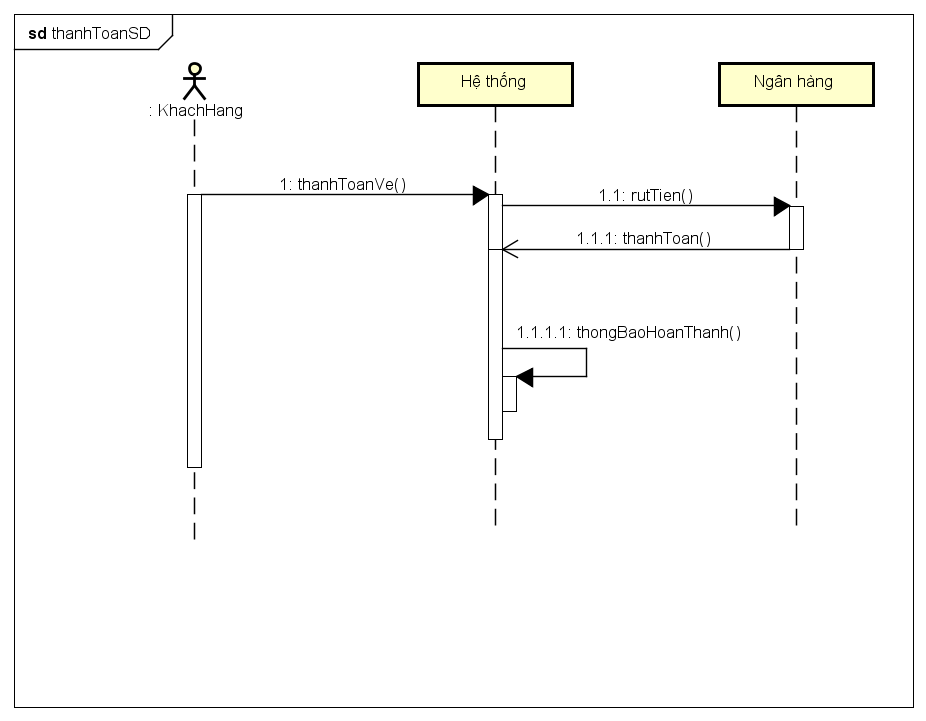 sd thanhToanSD
: KhachHang
Hệ thống
Ngân hàng
1: thanhToanVe()
1.1: rutTien()
1.1.1: thanhToan()
1.1.1.1: thongBaoHoanThanh()